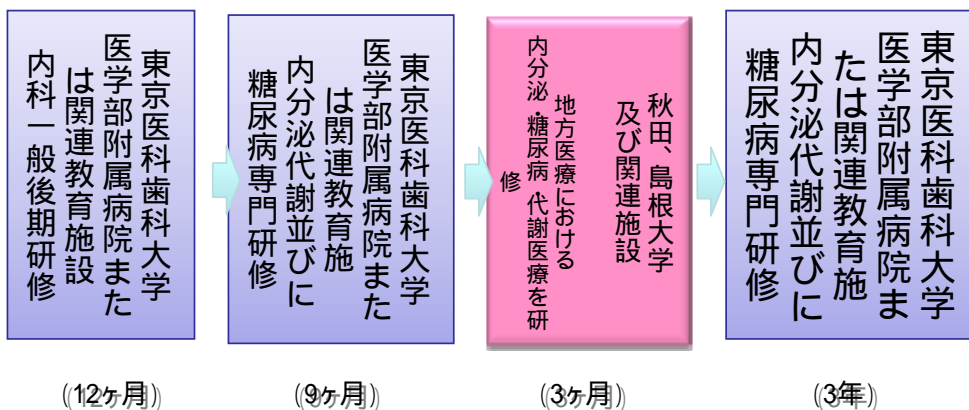 東京医科歯科大学
医学部附属病院また
は関連教育施設
内科一般後期研修
東京医科歯科大学
医学部附属病院また
は関連教育施
内分泌代謝並びに
糖尿病専門研修
秋田、島根大学
及び関連施設
地方医療における
内分泌・糖尿病・代謝医療を研
修
東京医科歯科大学
医学部附属病院ま
たは関連教育施
内分泌代謝並びに
糖尿病専門研修
(12ヶ月)
(9ヶ月)
(3ヶ月)
(3年)